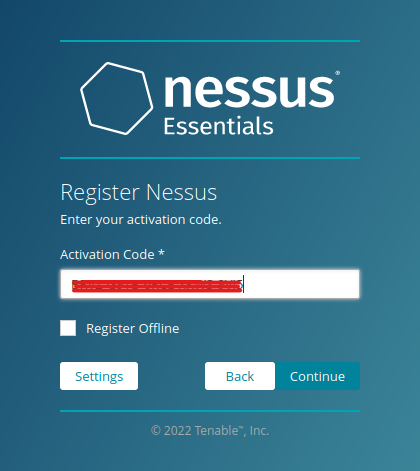 nessus®
Essentials
Register Nessus
Enter your activation code.
Activation Code *
Register Offline
Settings
Back
Continue
© 2022 Tenable™, Inc.